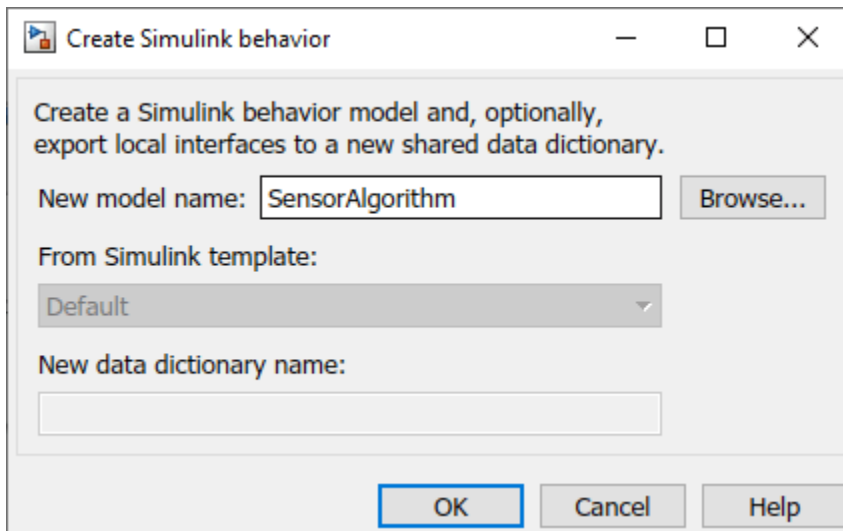 Create Simulink behavior
Create a Simulink behavior model and, optionally,
export local interfaces to a new shared data dictionary.
New model name: SensorAlgorithm Browse...
From Simulink template:
Default
New data dictionary name:
OK Cancel Help